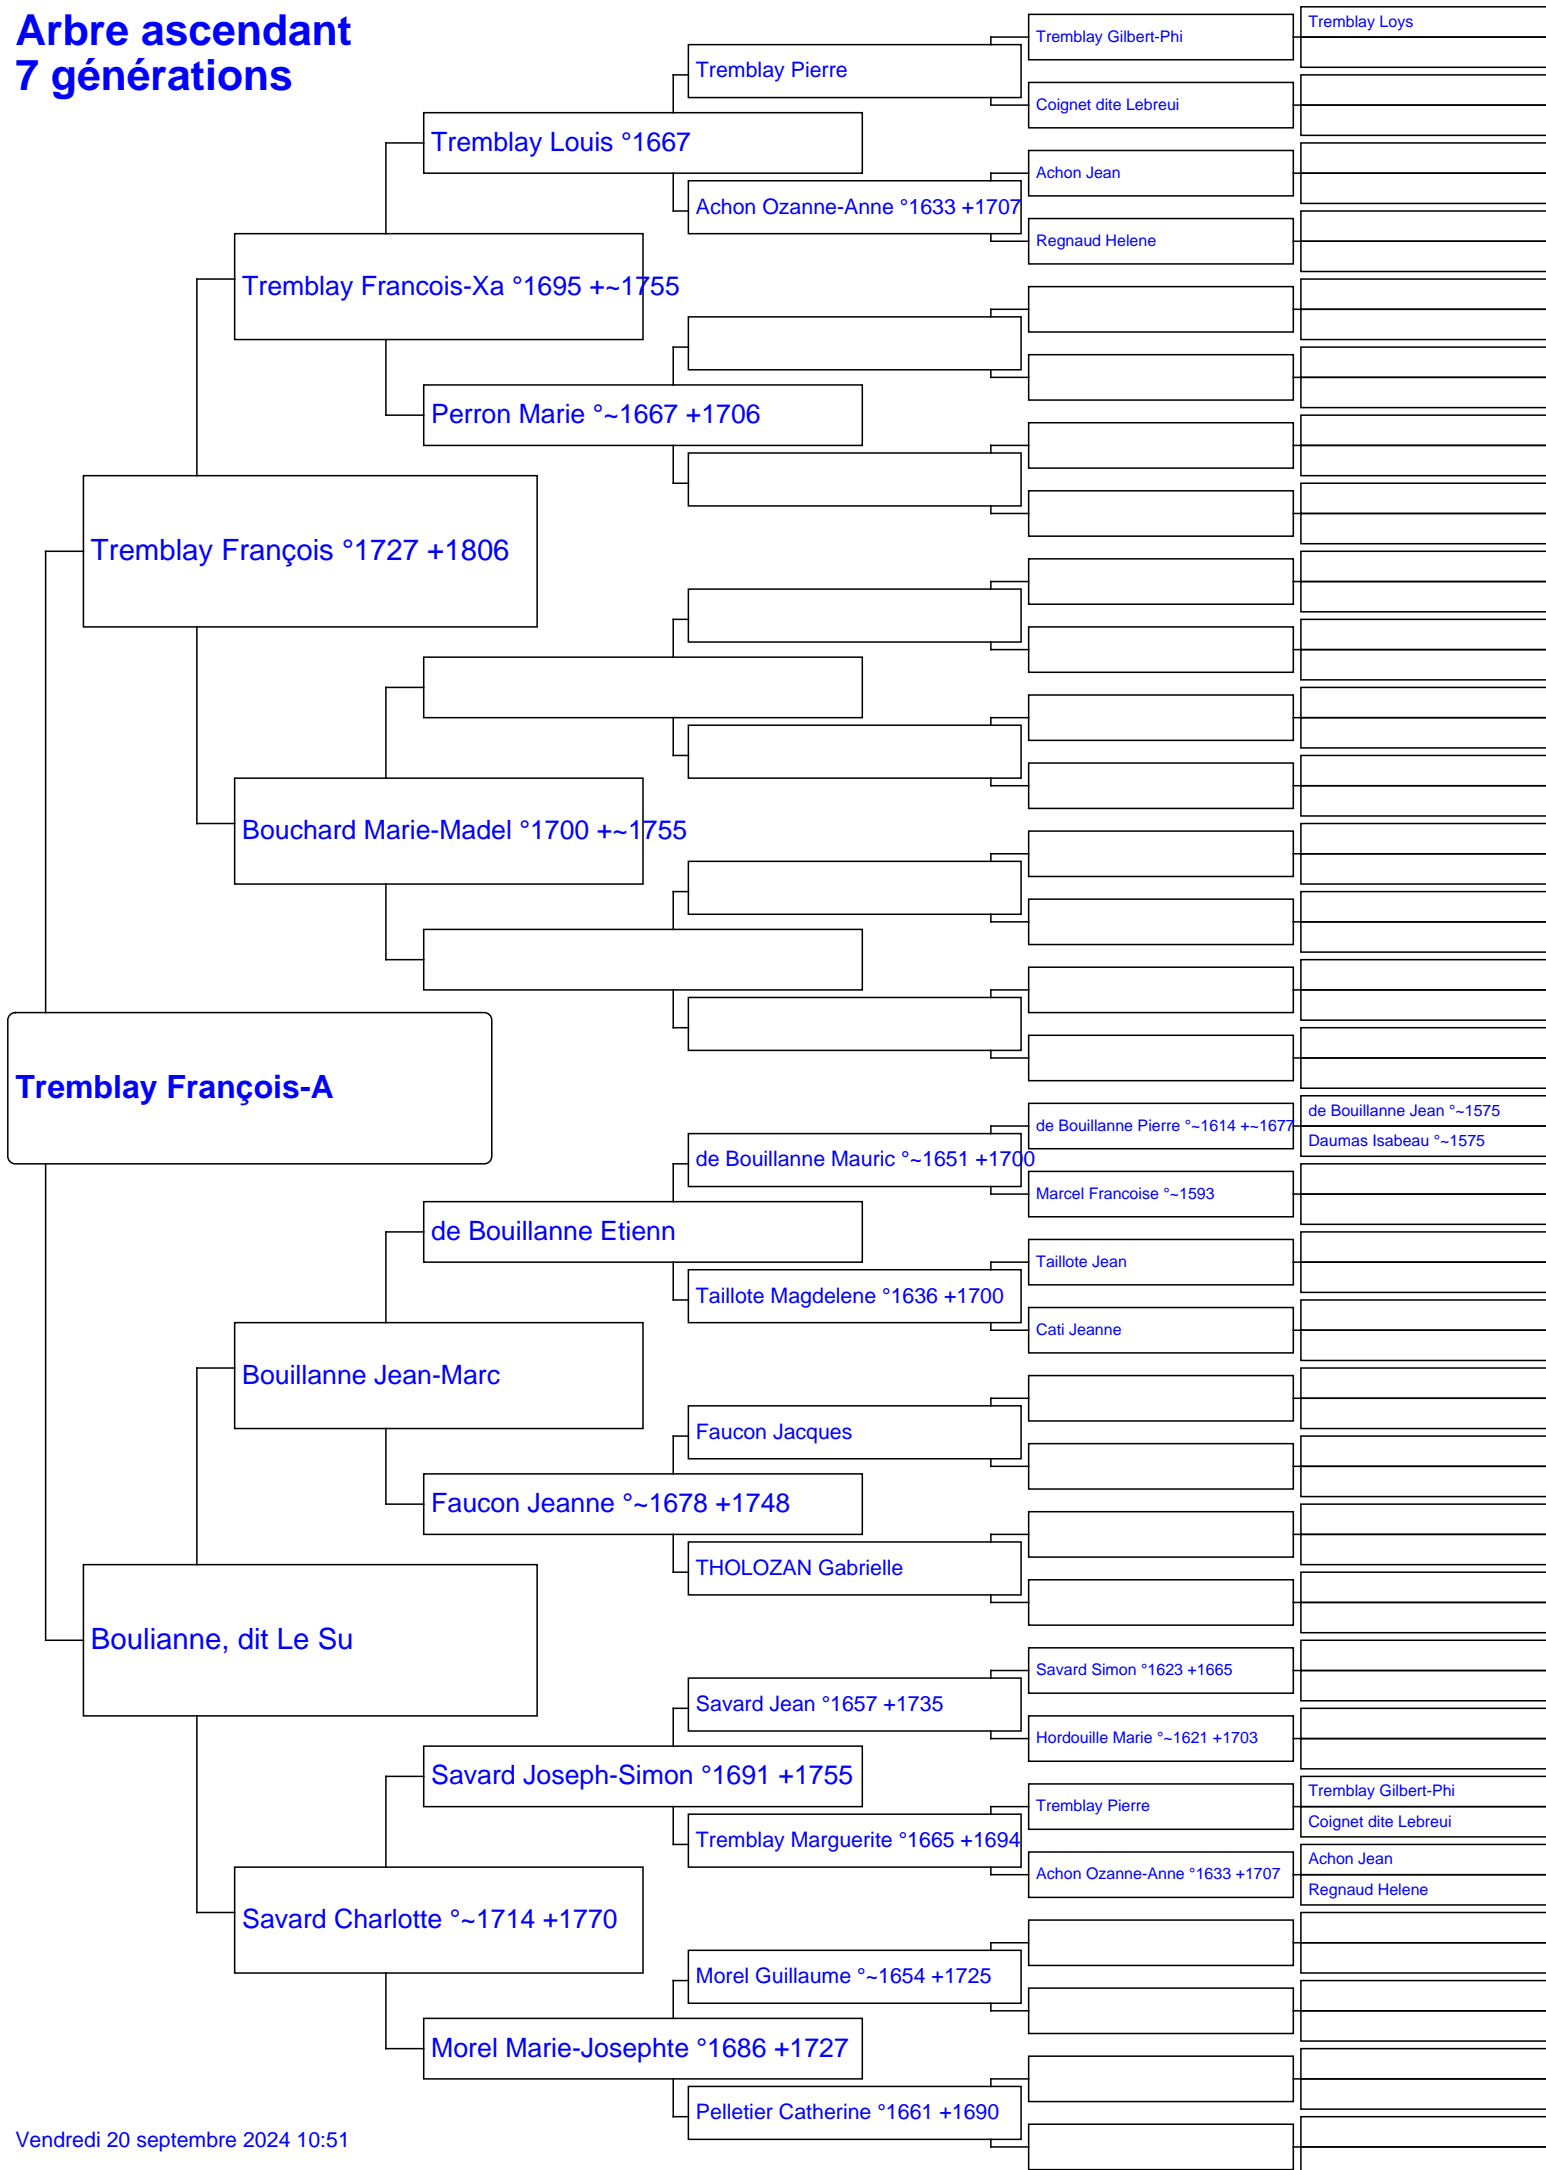 Arbre ascendant
7 générations
Tremblay Loys
Tremblay Gilbert-Phi
Tremblay Pierre
Coignet dite Lebreui
Tremblay Louis °1667
Achon Jean
Achon Ozanne-Anne °1633 +1707
Regnaud Helene
Tremblay Francois-Xa °1695 +~1755
Perron Marie °~1667 +1706
Tremblay François °1727 +1806
Bouchard Marie-Madel °1700 +~1755
Tremblay François-A
de Bouillanne Jean °~1575
de Bouillanne Pierre °~1614 +~1677
Daumas Isabeau °~1575
de Bouillanne Mauric °~1651 +1700
Marcel Francoise °~1593
de Bouillanne Etienn
Taillote Jean
Taillote Magdelene °1636 +1700
Cati Jeanne
Bouillanne Jean-Marc
Faucon Jacques
Faucon Jeanne °~1678 +1748
THOLOZAN Gabrielle
Boulianne, dit Le Su
Savard Simon °1623 +1665
Savard Jean °1657 +1735
Hordouille Marie °~1621 +1703
Savard Joseph-Simon °1691 +1755
Tremblay Gilbert-Phi
Tremblay Pierre
Coignet dite Lebreui
Tremblay Marguerite °1665 +1694
Achon Jean
Achon Ozanne-Anne °1633 +1707
Regnaud Helene
Savard Charlotte °~1714 +1770
Morel Guillaume °~1654 +1725
Morel Marie-Josephte °1686 +1727
Pelletier Catherine °1661 +1690
Vendredi 20 septembre 2024 10:51